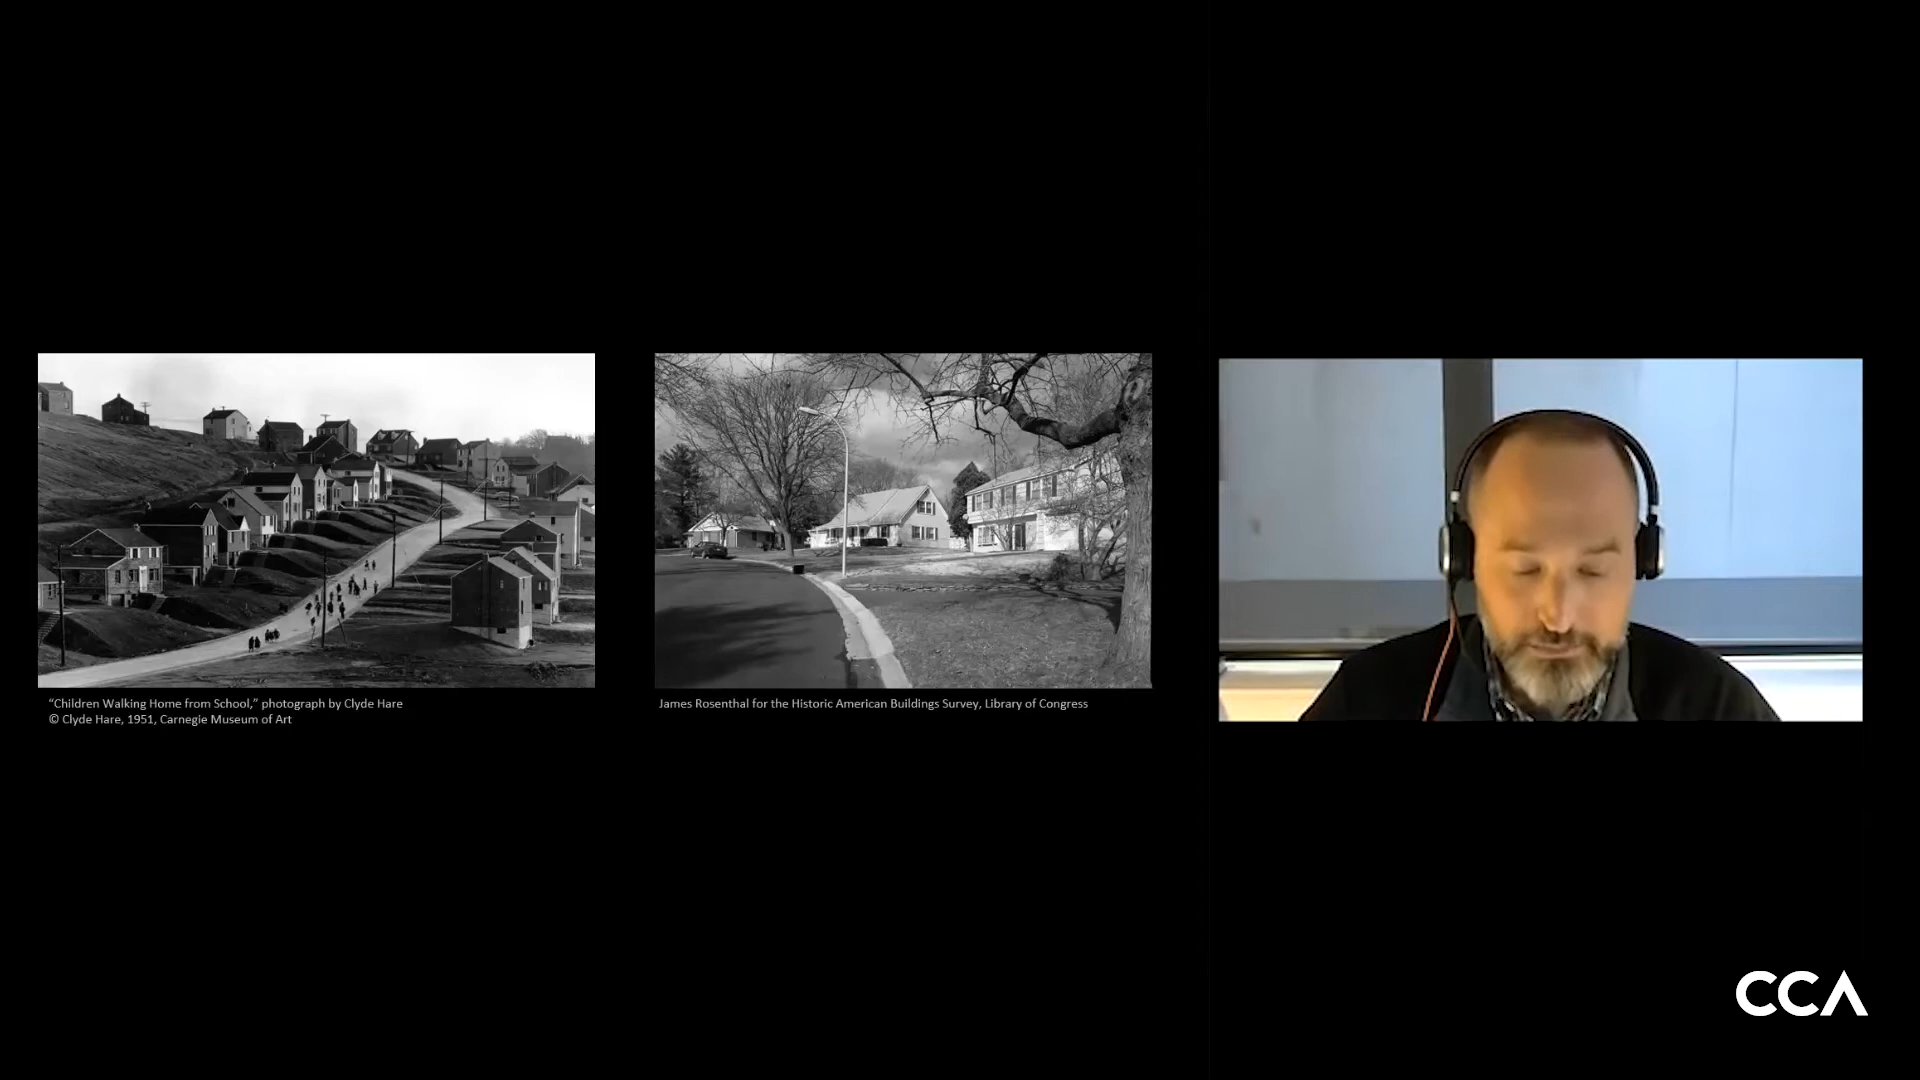 “Children Walking Home from School,” photograph by Clyde Hare
© Clyde Hare, 1951, Carnegie Museum of Art
James Rosenthal for the Historic American Buildings Survey, Library of Congress
CCA